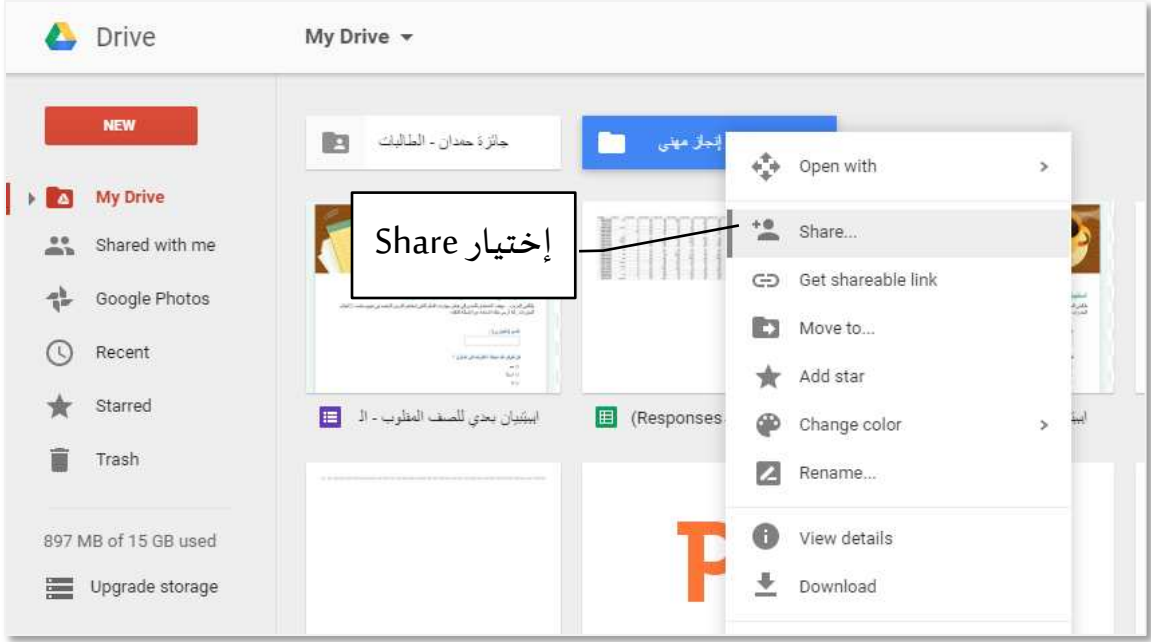 Drive
My Drive
NEW
My Drive
Shared with me
Google Photos
Recent
Starred
Trash
897 MB of 15 GB used
Upgrade storage
جائزة حمدان - الطالبات
إنجاز مهني
إختيار Share
استبيان بعدي للصف المقلوب - الـ
(Responses
Open with
Share...
Get shareable link
Move to...
Add star
Change color
Rename...
View details
Download